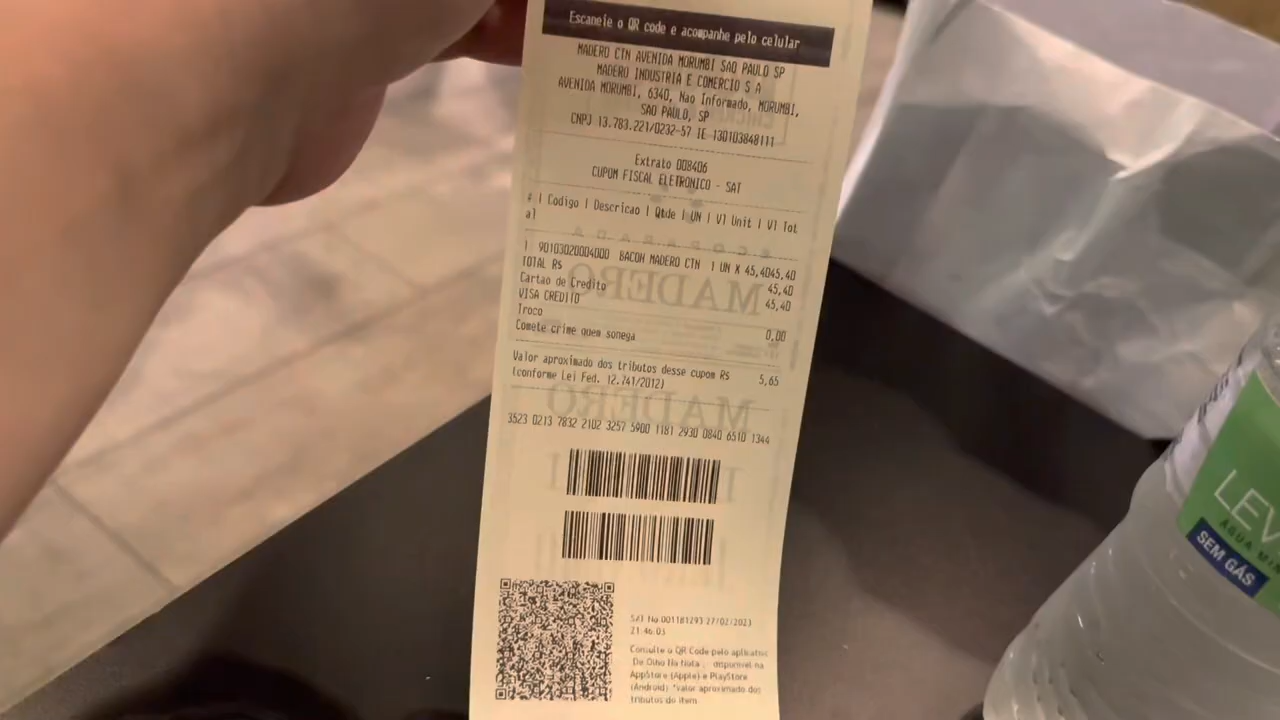 Escaneie o QR code e acompanhe pelo celular
MADERO CTN AVENIDA MORUMBI SAO PAULO SP
MADERO INDUSTRIA E COMERCIO S A
AVENIDA MORUMBI, 6340, Nao Informado, MORUMBI,
SAO PAULO, SP
CNPJ 13.783.221/0232-57 IE 130103848111
Extrato 008406
CUPOM FISCAL ELETRONICO - SAT
# | Codigo | Descricao | Qtde | UN | Vl Unit | Vl Tot
al
1 90103020004000 BACON MADERO CTN 1 UN X 45,4045,40
TOTAL R$ 45,40
Cartao de Credito 45,40
VISA CREDITO
Troco 0,00
Comete crime quem sonega
Valor aproximado dos tributos desse cupom R$ 5,65
(conforme Lei Fed. 12.741/2012)
3523 0213 7832 2102 3257 5900 1181 2930 0840 6510 1344
SAT No 001181293 27/02/2023
21:46:03
Consulte o QR Code pelo aplicativo
De Olho Na Nota , disponivel na
AppStore (Apple) e PlayStore
(Android) *valor aproximado dos
tributos do item
MADERO
MADERO
LEV
ÁGUA MI
SEM GÁS